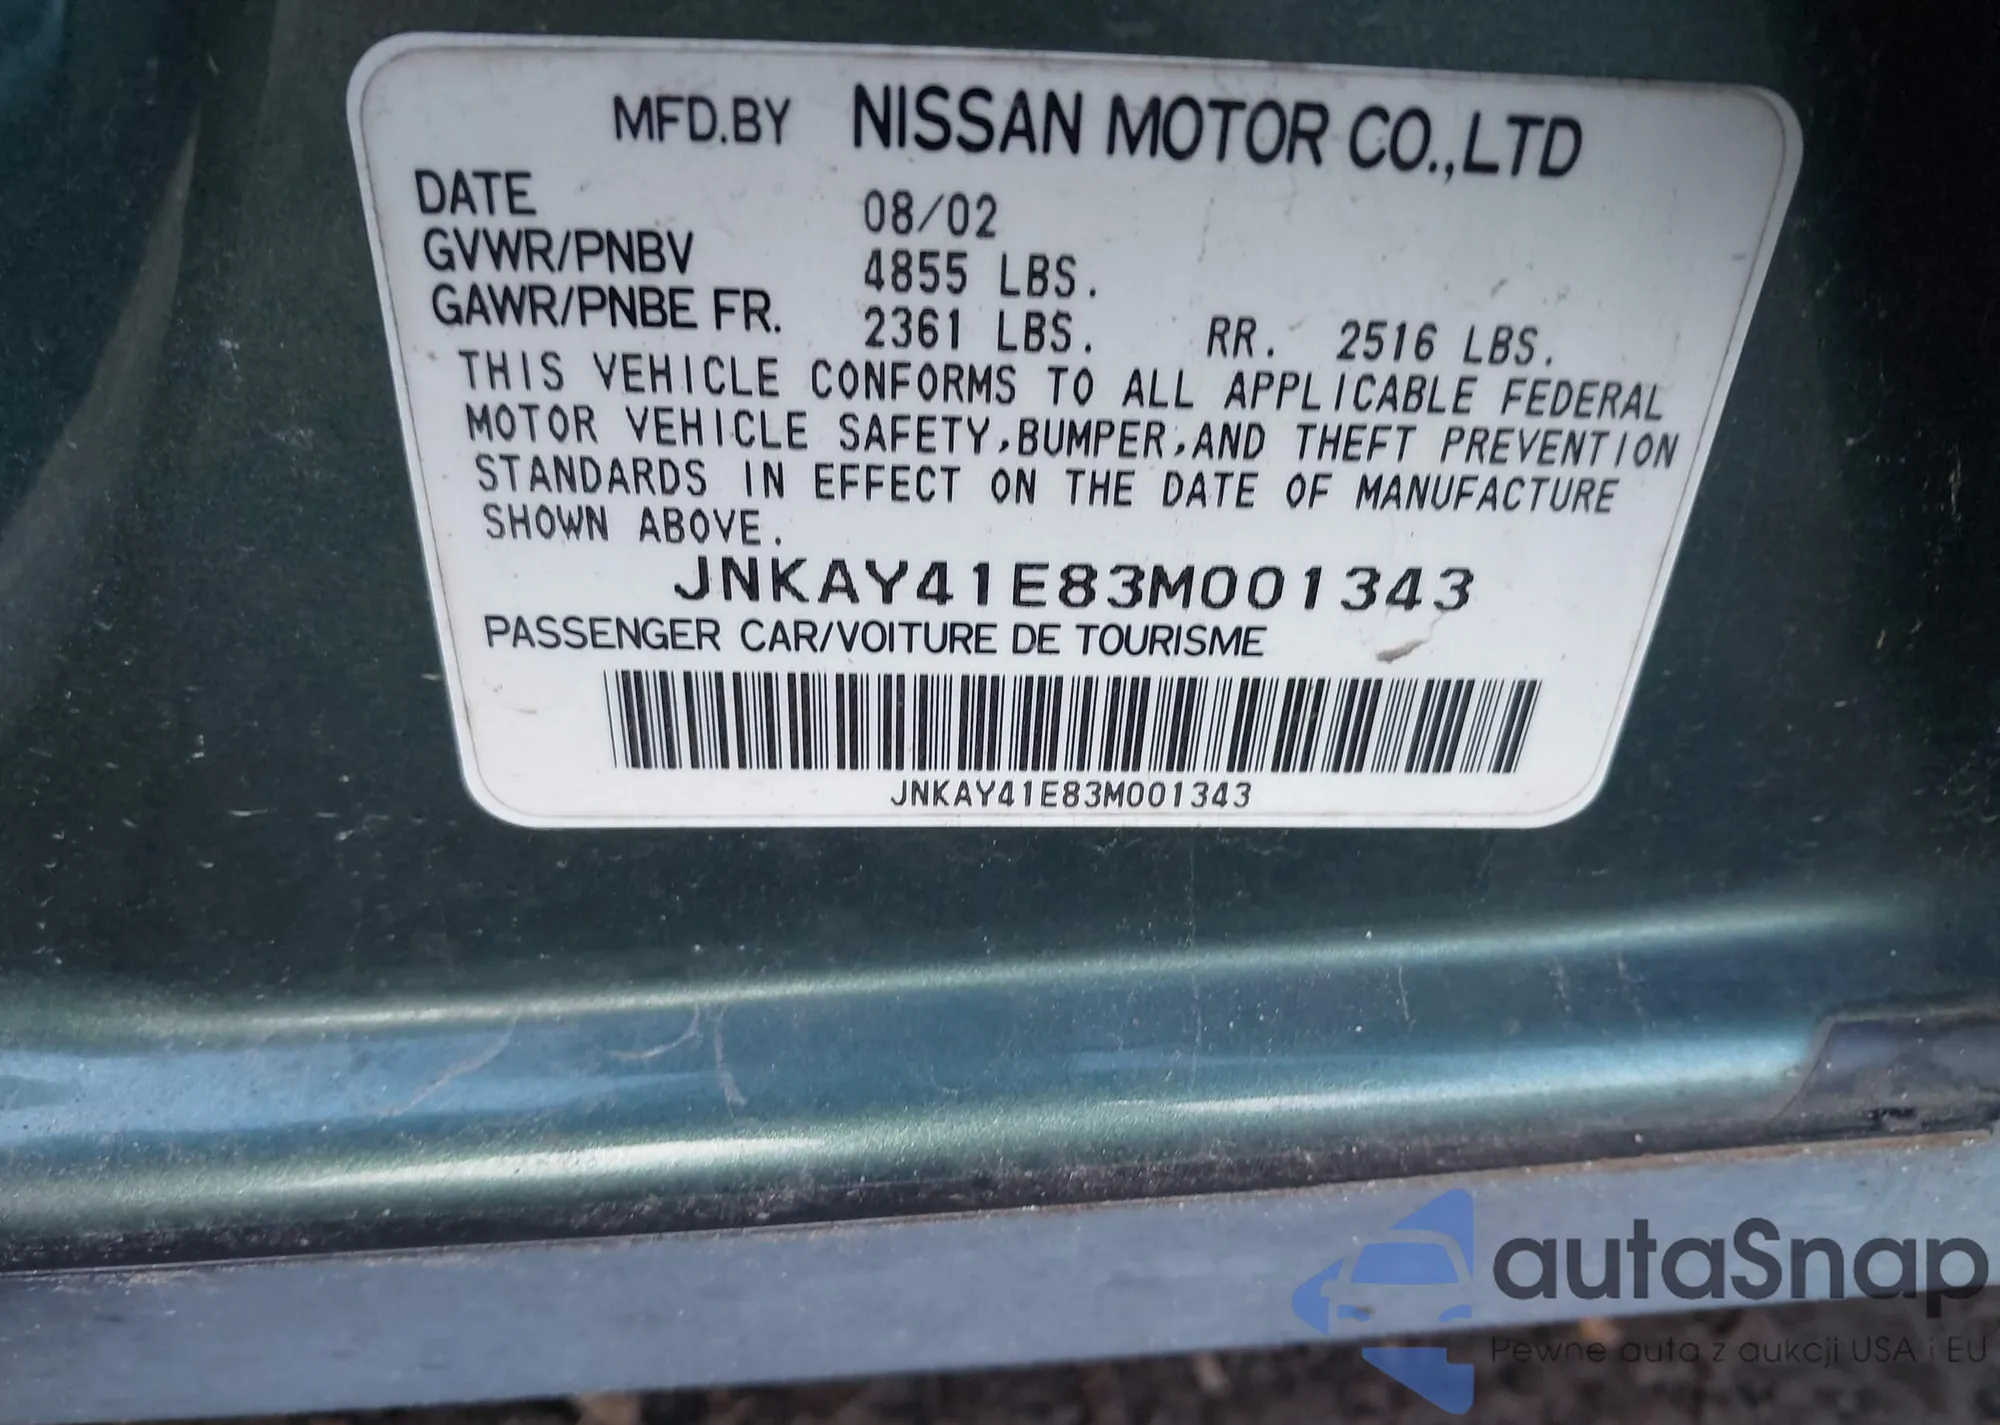 MFD.BY NISSAN MOTOR CO.,LTD
DATE 08/02
GVWR/PNBV 4855 LBS.
GAWR/PNBE FR. 2361 LBS. RR. 2516 LBS.
THIS VEHICLE CONFORMS TO ALL APPLICABLE FEDERAL
MOTOR VEHICLE SAFETY,BUMPER,AND THEFT PREVENTION
STANDARDS IN EFFECT ON THE DATE OF MANUFACTURE
SHOWN ABOVE.
JNKAY41E83M001343
PASSENGER CAR/VOITURE DE TOURISME
JNKAY41E83M001343
autaSnap
Pewne auta z aukcji USA i EU